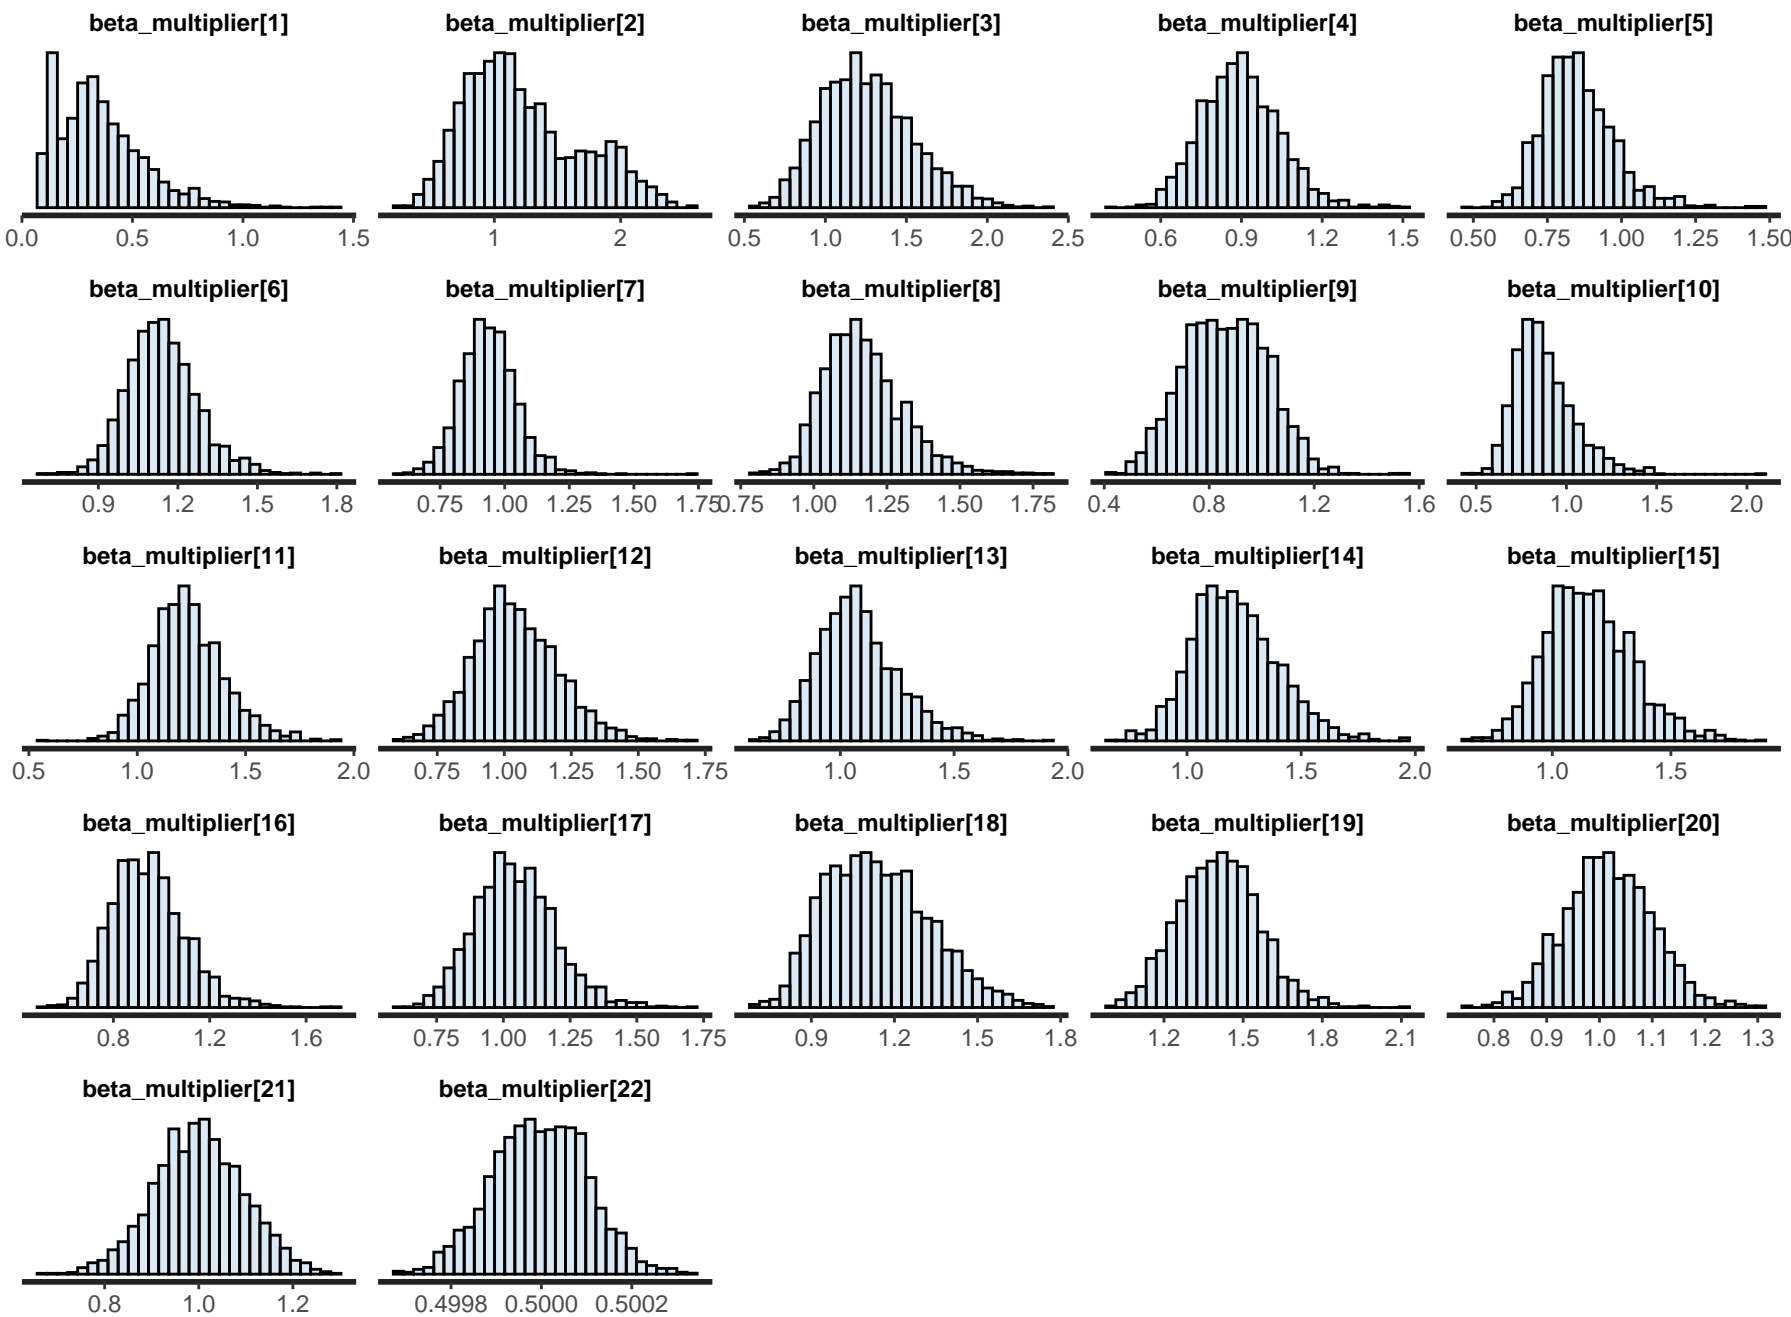 beta_multiplier[1] beta_multiplier[2] beta_multiplier[3] beta_multiplier[4] beta_multiplier[5]
0.0 0.5 1.0 1.5 1 2 0.5 1.0 1.5 2.0 2.5 0.6 0.9 1.2 1.5 0.50 0.75 1.00 1.25 1.50
beta_multiplier[6] beta_multiplier[7] beta_multiplier[8] beta_multiplier[9] beta_multiplier[10]
0.9 1.2 1.5 1.8 0.75 1.00 1.25 1.50 1.75 0.75 1.00 1.25 1.50 1.75 0.4 0.8 1.2 1.6 0.5 1.0 1.5 2.0
beta_multiplier[11] beta_multiplier[12] beta_multiplier[13] beta_multiplier[14] beta_multiplier[15]
0.5 1.0 1.5 2.0 0.75 1.00 1.25 1.50 1.75 1.0 1.5 2.0 1.0 1.5 2.0 1.0 1.5
beta_multiplier[16] beta_multiplier[17] beta_multiplier[18] beta_multiplier[19] beta_multiplier[20]
0.8 1.2 1.6 0.75 1.00 1.25 1.50 1.75 0.9 1.2 1.5 1.8 1.2 1.5 1.8 2.1 0.8 0.9 1.0 1.1 1.2 1.3
beta_multiplier[21] beta_multiplier[22]
0.8 1.0 1.2 0.4998 0.5000 0.5002